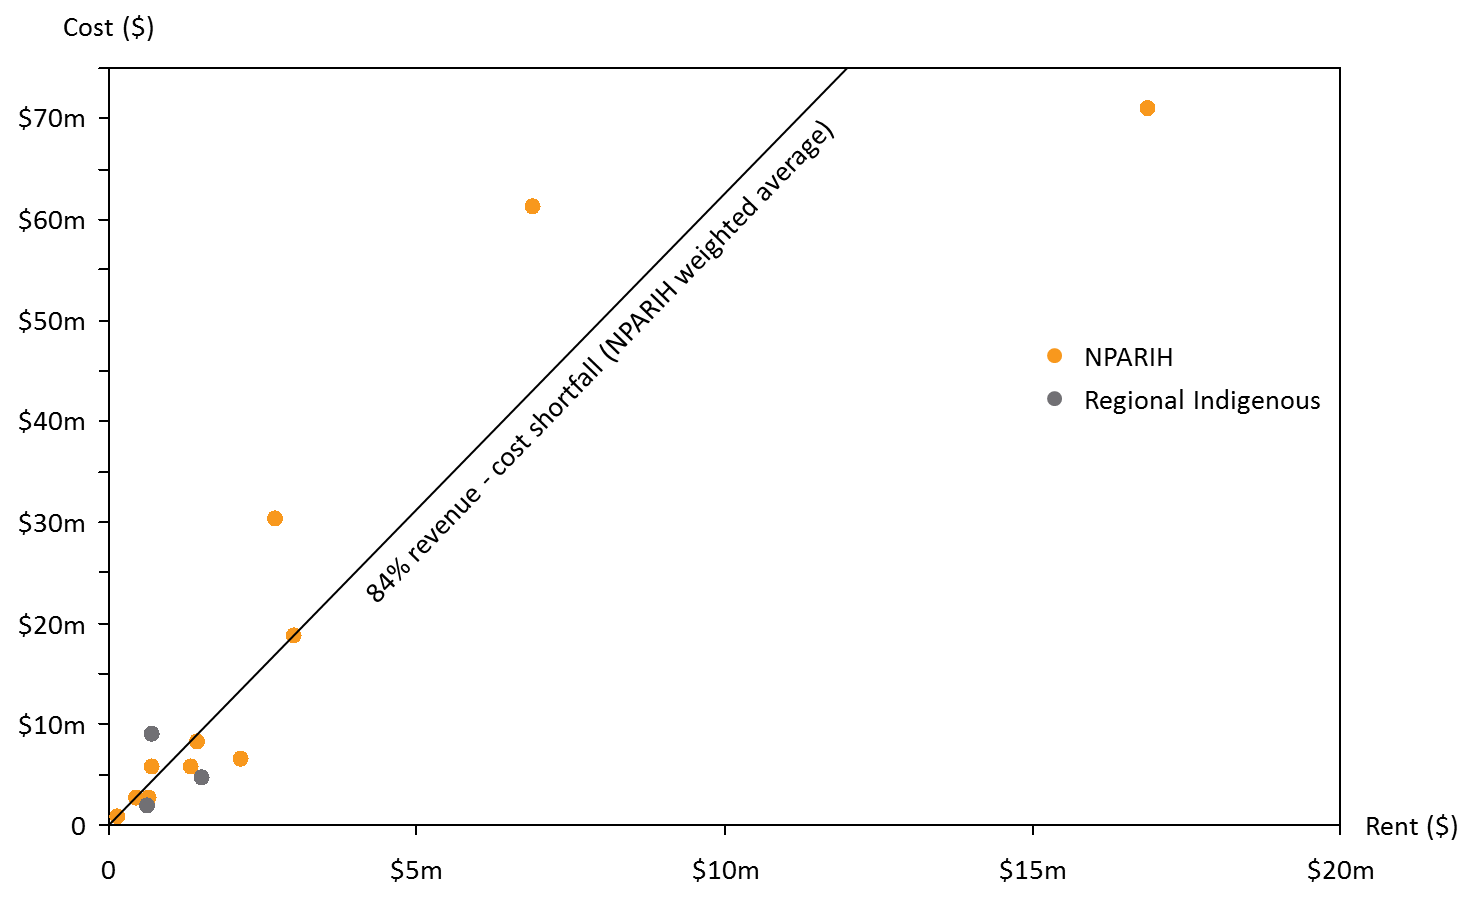 Cost ($)
$70m
$60m
$50m
$40m
$30m
$20m
$10m
0
84% revenue - cost shortfall (NPARIH weighted average)
NPARIH
Regional Indigenous
Rent ($)
0
$5m
$10m
$15m
$20m